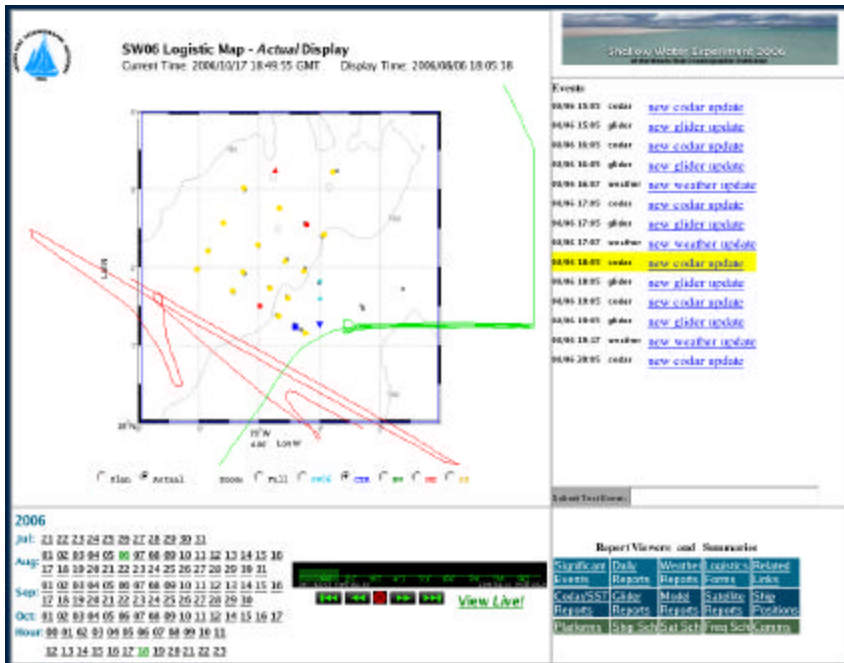 SW06 Logistic Map - Actual Display
Current Time: 2006/10/17 18:49:55 GMT Display Time: 2006/08/06 18:05:38
Shallow Water Experiment 2006
Events
08/06 15:05 codar new codar update
08/06 15:05 glider new glider update
08/06 16:05 codar new codar update
08/06 16:05 glider new glider update
08/06 16:07 weather new weather update
08/06 17:05 codar new codar update
08/06 17:05 glider new glider update
08/06 17:07 weather new weather update
08/06 18:05 codar new codar update
08/06 18:05 glider new glider update
08/06 19:05 codar new codar update
08/06 19:05 glider new glider update
08/06 19:17 weather new weather update
08/06 20:05 codar new codar update
Plan Actual Zoom Full SW06 CTR
Submit Text Event:
2006
Jul: 21 22 23 24 25 26 27 28 29 30 31
Aug: 01 02 03 04 05 06 07 08 09 10 11 12 13 14 15 16
17 18 19 20 21 22 23 24 25 26 27 28 29 30 31
Sep: 01 02 03 04 05 06 07 08 09 10 11 12 13 14 15 16
17 18 19 20 21 22 23 24 25 26 27 28 29 30
Oct: 01 02 03 04 05 06 07 08 09 10 11 12 13 14 15 16
Hour: 00 01 02 03 04 05 06 07 08 09 10 11
12 13 14 15 16 17 18 19 20 21 22 23
View Live!
Report Viewers and Summaries
Significant Events Daily Reports Weather Reports Logistics Forms Related Links
Codar/SST Reports Glider Reports Model Reports Satellite Reports Ship Positions
Platforms Ship Sch Sat Sch Freq Sch Comms